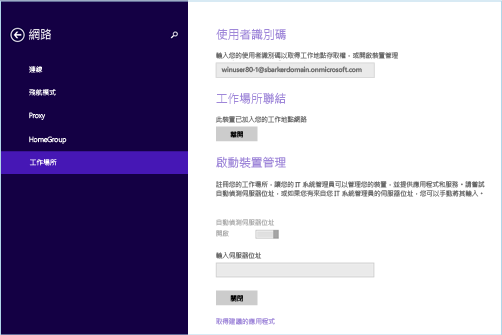 網路
連線
飛航模式
Proxy
HomeGroup
工作場所
使用者識別碼
輸入您的使用者識別碼以取得工作地點存取權，或開啟裝置管理
winuser80-1@sbarkerdomain.onmicrosoft.com
工作場所聯結
此裝置已加入您的工作地點網路
離開
啟動裝置管理
註冊您的工作場所，讓您的 IT 系統管理員可以管理您的裝置，並提供應用程式和服務。請嘗試
自動偵測伺服器位址，或如果您有來自您 IT 系統管理員的伺服器位址，您可以手動將其輸入。
自動偵測伺服器位址
開啟
輸入伺服器位址
關閉
取得建議的應用程式